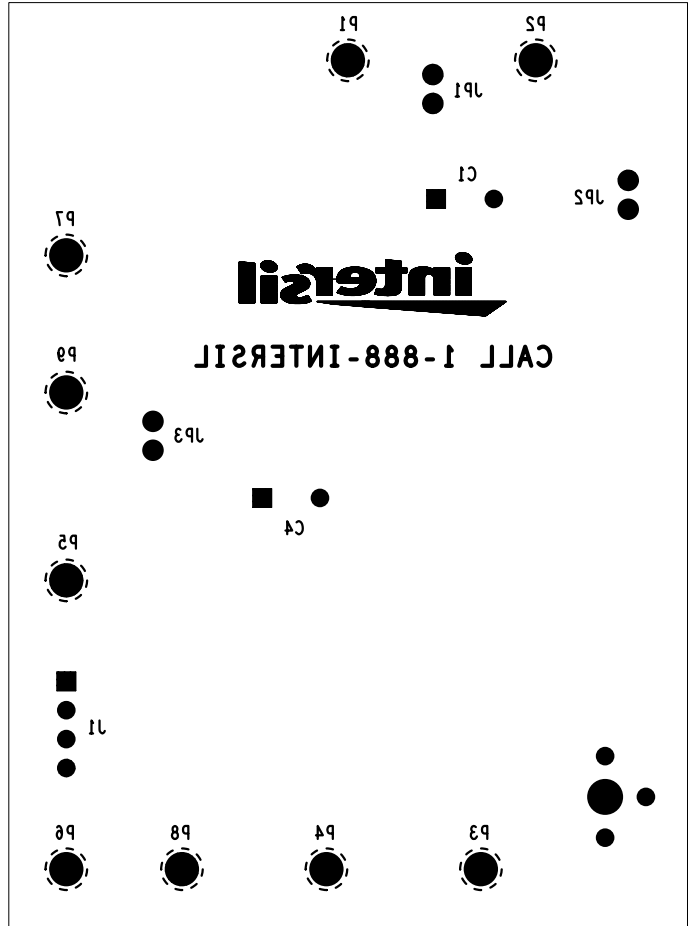 P1
P2
JP1
C1
JP2
P7
intersil
CALL 1-888-INTERSIL
P9
JP3
C4
P5
J1
P6
P8
P4
P3